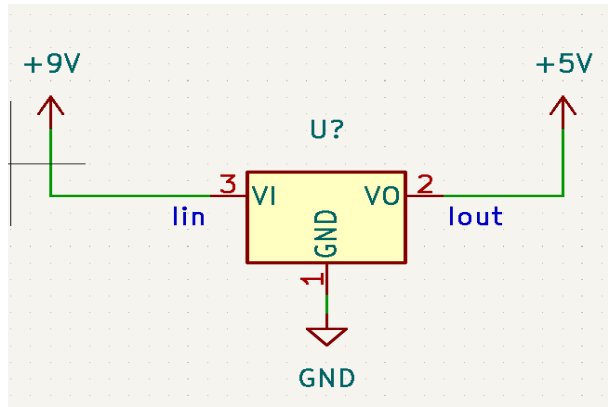 +9V
+5V
U?
3
VI
VO
2
Iin
Iout
GND
1
GND